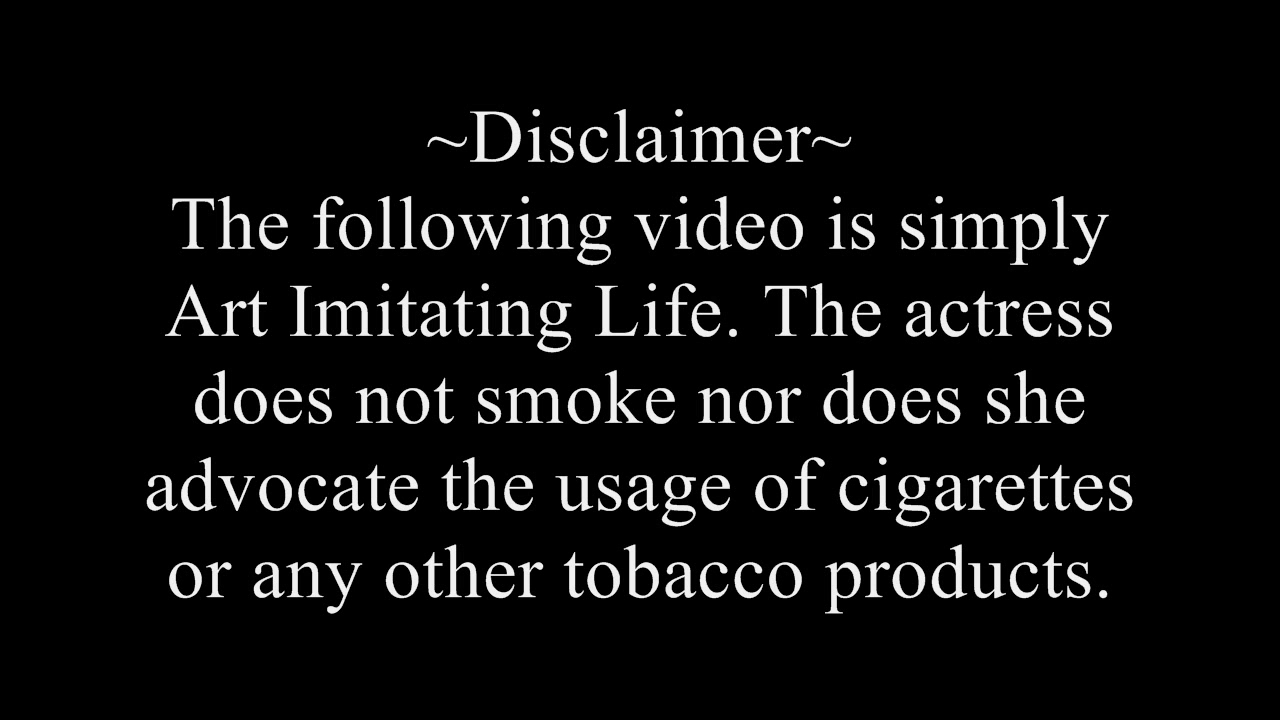 ~Disclaimer~
The following video is simply
Art Imitating Life. The actress
does not smoke nor does she
advocate the usage of cigarettes
or any other tobacco products.